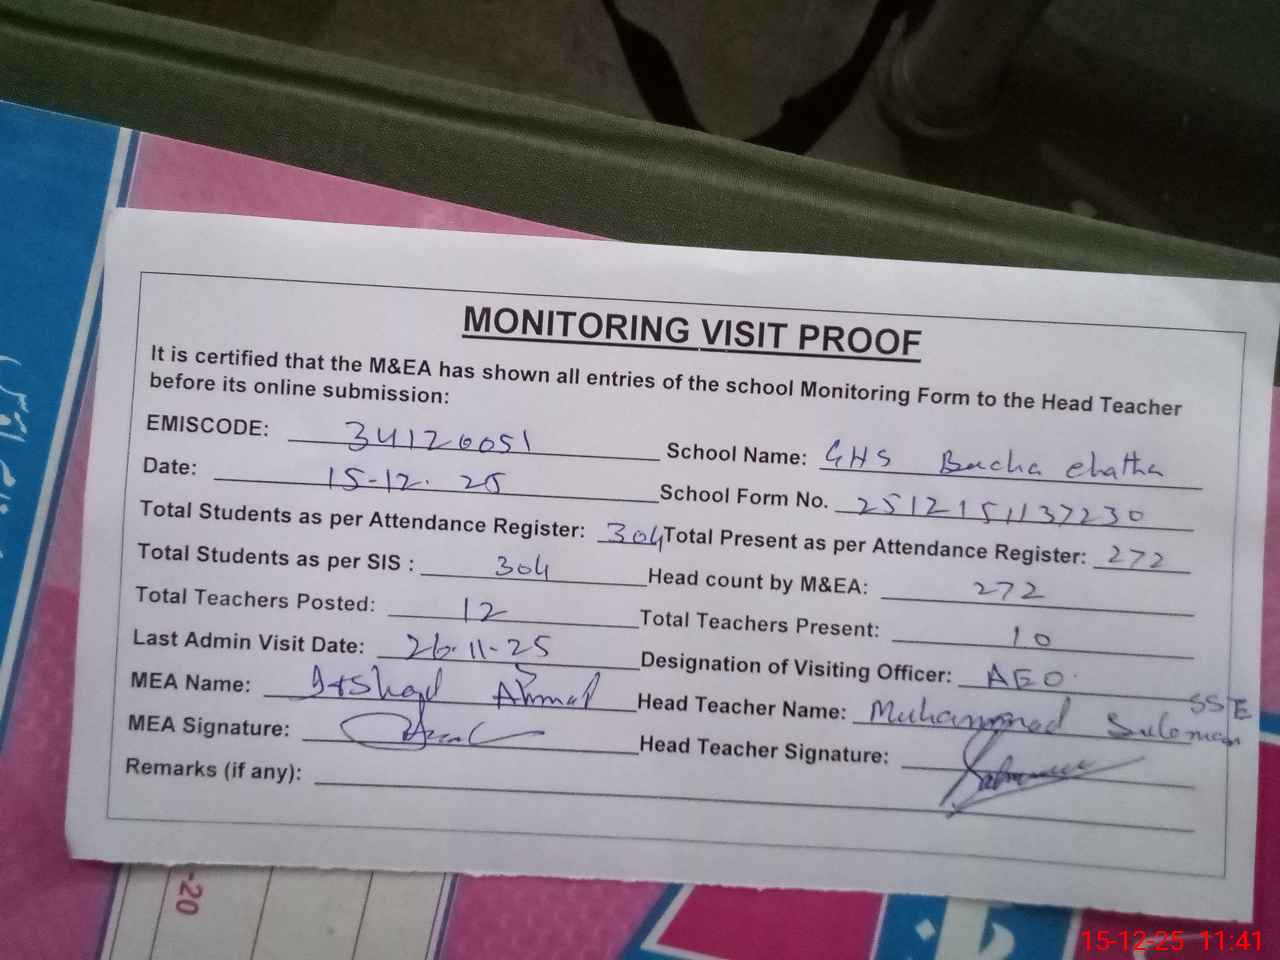 MONITORING VISIT PROOF
It is certified that the M&EA has shown all entries of the school Monitoring Form to the Head Teacher
before its online submission:
EMISCODE: 34120051 School Name: GHS Bucha chatha
Date: 15-12-25 School Form No. 2512151137230
Total Students as per Attendance Register: 304 Total Present as per Attendance Register: 272
Total Students as per SIS : 304 Head count by M&EA: 272
Total Teachers Posted: 12 Total Teachers Present: 10
Last Admin Visit Date: 26-11-25 Designation of Visiting Officer: AEO
MEA Name: Irshad Ahmad Head Teacher Name: Muhammad Suleman SSE
MEA Signature: Head Teacher Signature:
Remarks (if any):
-20
15-12-25 11:41